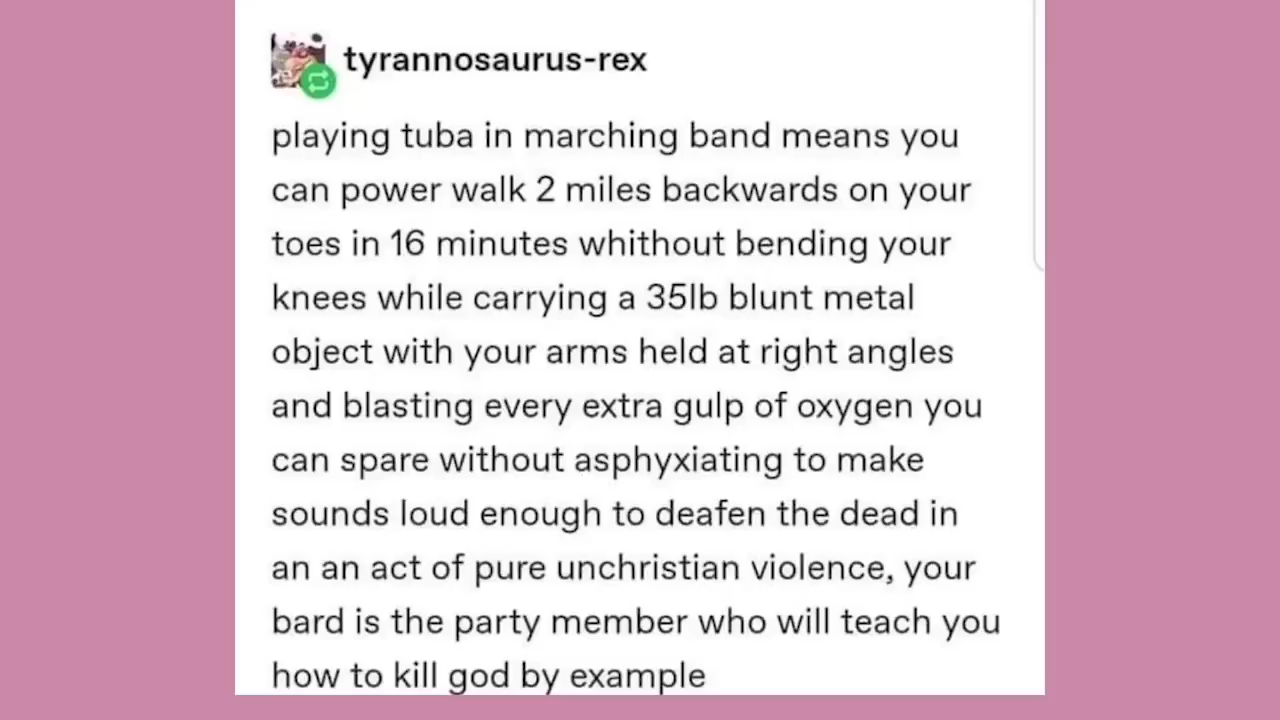 tyrannosaurus-rex
playing tuba in marching band means you
can power walk 2 miles backwards on your
toes in 16 minutes whithout bending your
knees while carrying a 35lb blunt metal
object with your arms held at right angles
and blasting every extra gulp of oxygen you
can spare without asphyxiating to make
sounds loud enough to deafen the dead in
an an act of pure unchristian violence, your
bard is the party member who will teach you
how to kill god by example